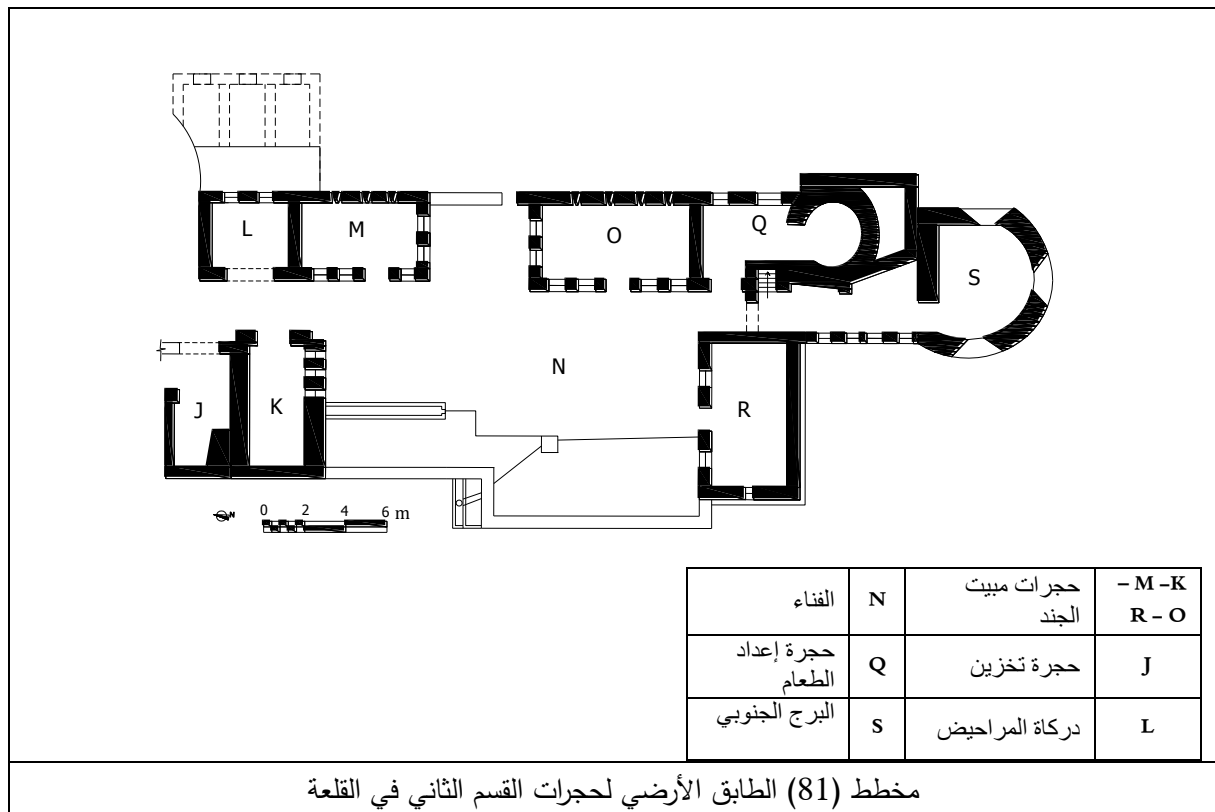 L
M
O
Q
S
N
J
K
R
N
0 2 4 6 m
K– M –
O – R
حجرات مبيت
الجند
N
الفناء
J
حجرة تخزين
Q
حجرة إعداد
الطعام
L
دركاة المراحيض
S
البرج الجنوبي
مخطط (81) الطابق الأرضي لحجرات القسم الثاني في القلعة